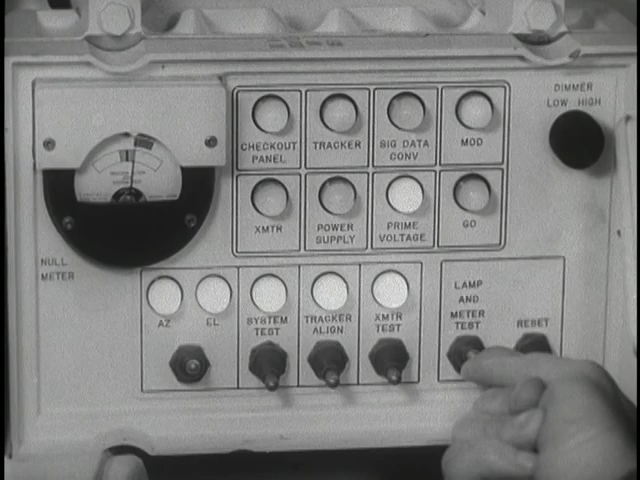 DIMMER
LOW HIGH
CHECKOUT
PANEL
TRACKER
SIG DATA
CONV
MOD
XMTR
POWER
SUPPLY
PRIME
VOLTAGE
GO
NULL
METER
AZ
EL
SYSTEM
TEST
TRACKER
ALIGN
XMTR
TEST
LAMP
AND
METER
TEST
RESET